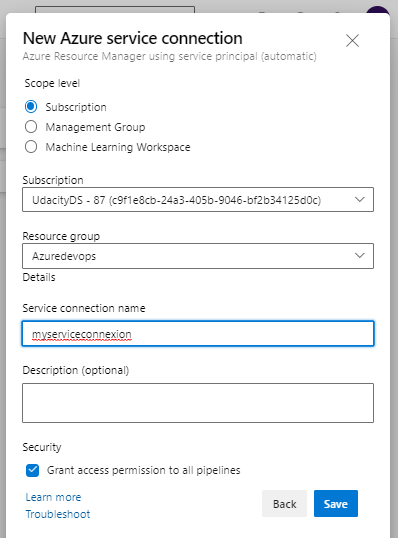 New Azure service connection
Azure Resource Manager using service principal (automatic)
Scope level
Subscription
Management Group
Machine Learning Workspace
Subscription
UdacityDS - 87 (c9f1e8cb-24a3-405b-9046-bf2b34125d0c)
Resource group
Azuredevops
Details
Service connection name
myserviceconnexion
Description (optional)
Security
Grant access permission to all pipelines
Learn more
Troubleshoot
Back
Save